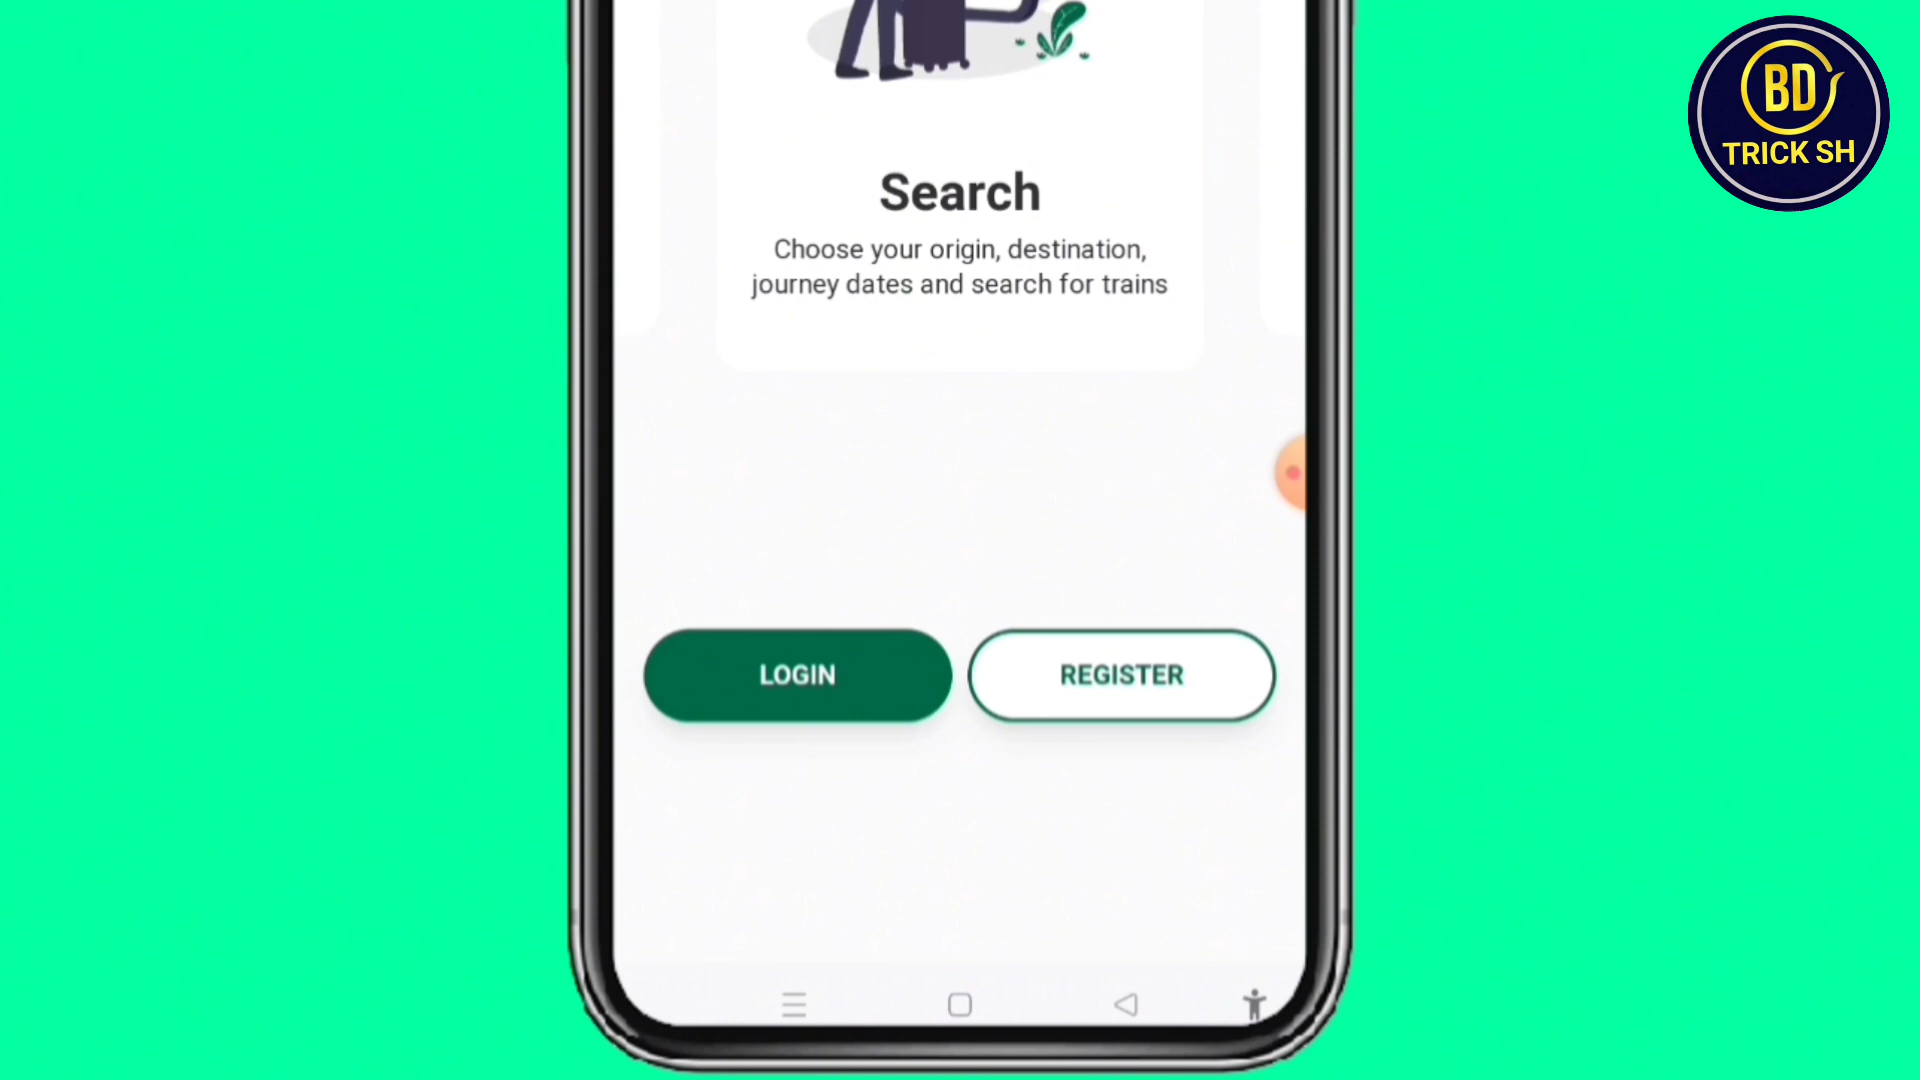 BD
TRICK SH
Search
Choose your origin, destination,
journey dates and search for trains
LOGIN
REGISTER